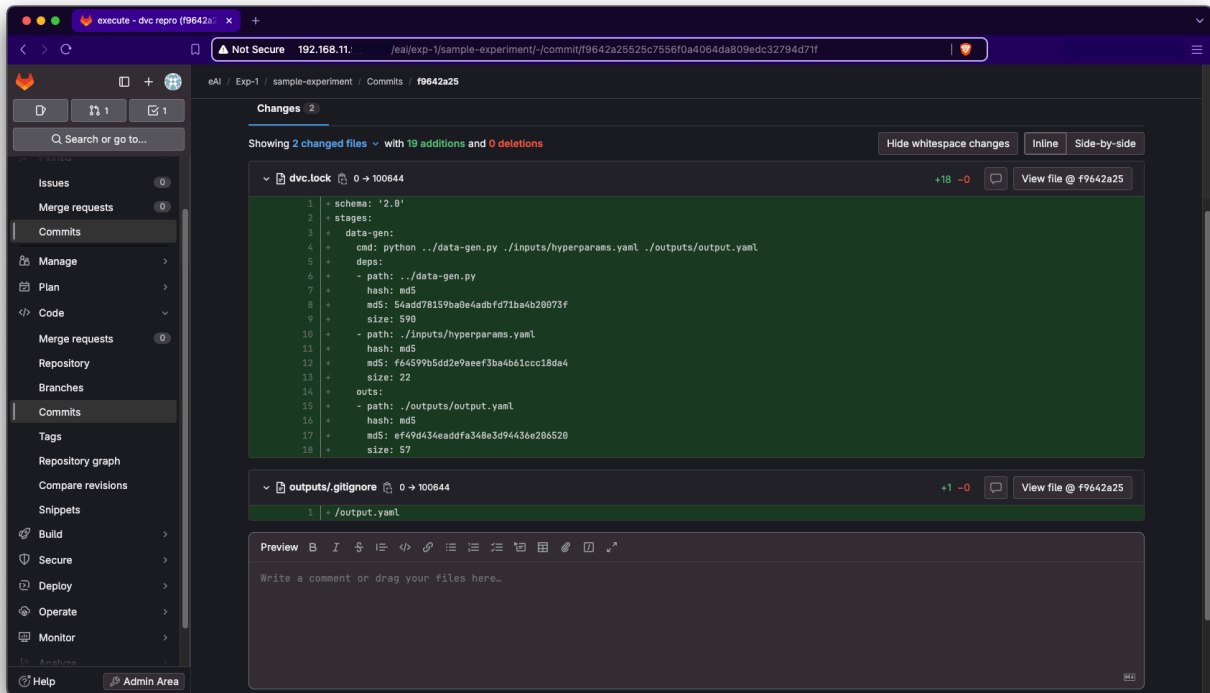 execute - dvc repro (f9642a2
Not Secure 192.168.11. /eai/exp-1/sample-experiment/-/commit/f9642a25525c7556f0a4064da809edc32794d71f
1
1
Search or go to...
Pinned
Issues 0
Merge requests 0
Commits
Manage
Plan
Code
Merge requests 0
Repository
Branches
Commits
Tags
Repository graph
Compare revisions
Snippets
Build
Secure
Deploy
Operate
Monitor
Analyze
Help
Admin Area
eAI / Exp-1 / sample-experiment / Commits / f9642a25
Changes 2
Showing 2 changed files with 19 additions and 0 deletions
Hide whitespace changes Inline Side-by-side
dvc.lock 0 → 100644 +18 −0 View file @ f9642a25
1 + schema: '2.0'
2 + stages:
3 + data-gen:
4 + cmd: python ../data-gen.py ./inputs/hyperparams.yaml ./outputs/output.yaml
5 + deps:
6 + - path: ../data-gen.py
7 + hash: md5
8 + md5: 54add78159ba0e4adbfd71ba4b20073f
9 + size: 590
10 + - path: ./inputs/hyperparams.yaml
11 + hash: md5
12 + md5: f64599b5dd2e9aeef3ba4b61ccc18da4
13 + size: 22
14 + outs:
15 + - path: ./outputs/output.yaml
16 + hash: md5
17 + md5: ef49d434eaddfa348e3d94436e206520
18 + size: 57
outputs/.gitignore 0 → 100644 +1 −0 View file @ f9642a25
1 + /output.yaml
Preview
Write a comment or drag your files here…